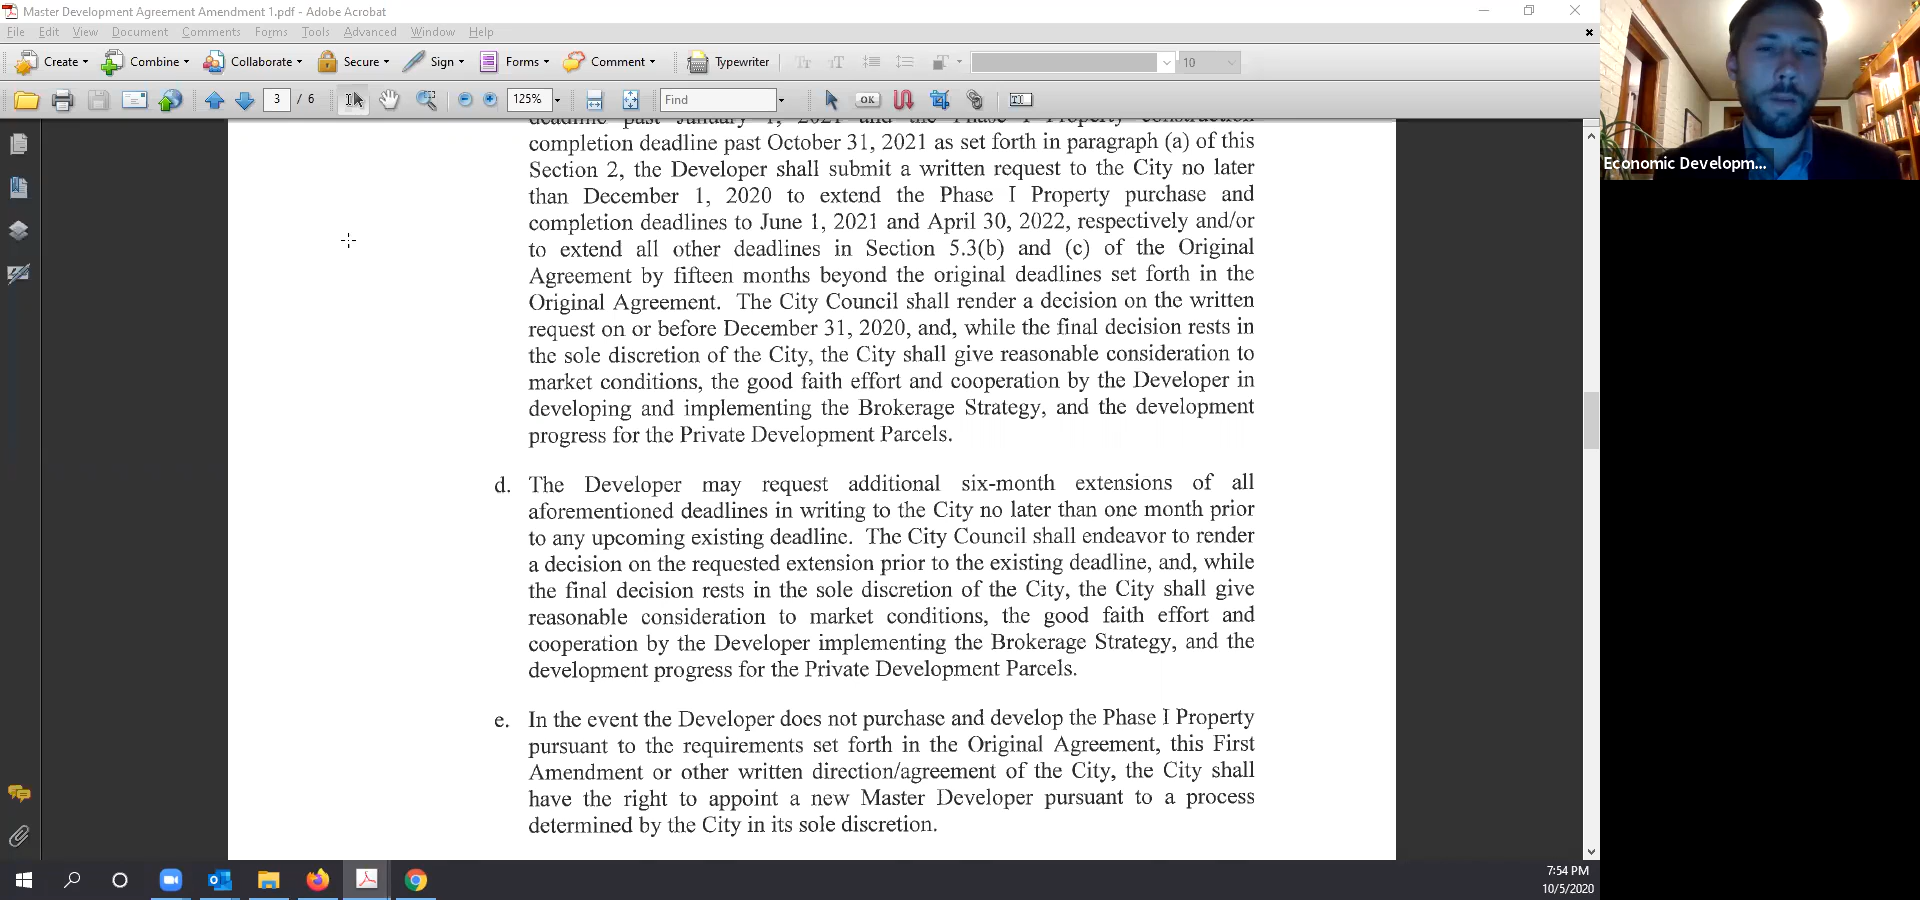 Master Development Agreement Amendment 1.pdf - Adobe Acrobat
File Edit View Document Comments Forms Tools Advanced Window Help
Create Combine Collaborate Secure Sign Forms Comment Typewriter 10
3 / 6 125% Find OK
deadline past January 1, 2021 and the Phase I Property construction
completion deadline past October 31, 2021 as set forth in paragraph (a) of this
Section 2, the Developer shall submit a written request to the City no later
than December 1, 2020 to extend the Phase I Property purchase and
completion deadlines to June 1, 2021 and April 30, 2022, respectively and/or
to extend all other deadlines in Section 5.3(b) and (c) of the Original
Agreement by fifteen months beyond the original deadlines set forth in the
Original Agreement. The City Council shall render a decision on the written
request on or before December 31, 2020, and, while the final decision rests in
the sole discretion of the City, the City shall give reasonable consideration to
market conditions, the good faith effort and cooperation by the Developer in
developing and implementing the Brokerage Strategy, and the development
progress for the Private Development Parcels.
d. The Developer may request additional six-month extensions of all
aforementioned deadlines in writing to the City no later than one month prior
to any upcoming existing deadline. The City Council shall endeavor to render
a decision on the requested extension prior to the existing deadline, and, while
the final decision rests in the sole discretion of the City, the City shall give
reasonable consideration to market conditions, the good faith effort and
cooperation by the Developer implementing the Brokerage Strategy, and the
development progress for the Private Development Parcels.
e. In the event the Developer does not purchase and develop the Phase I Property
pursuant to the requirements set forth in the Original Agreement, this First
Amendment or other written direction/agreement of the City, the City shall
have the right to appoint a new Master Developer pursuant to a process
determined by the City in its sole discretion.
Economic Developm...
7:54 PM
10/5/2020